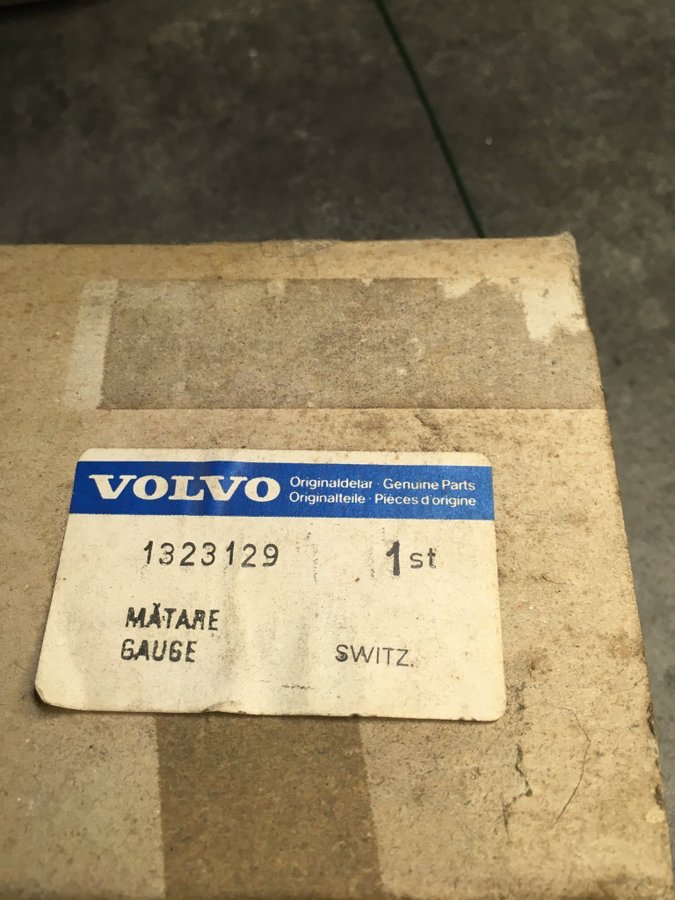 VOLVO
Originaldelar · Genuine Parts
Originalteile · Pièces d'origine
1323129 1st
MÄTARE
GAUGE SWITZ.